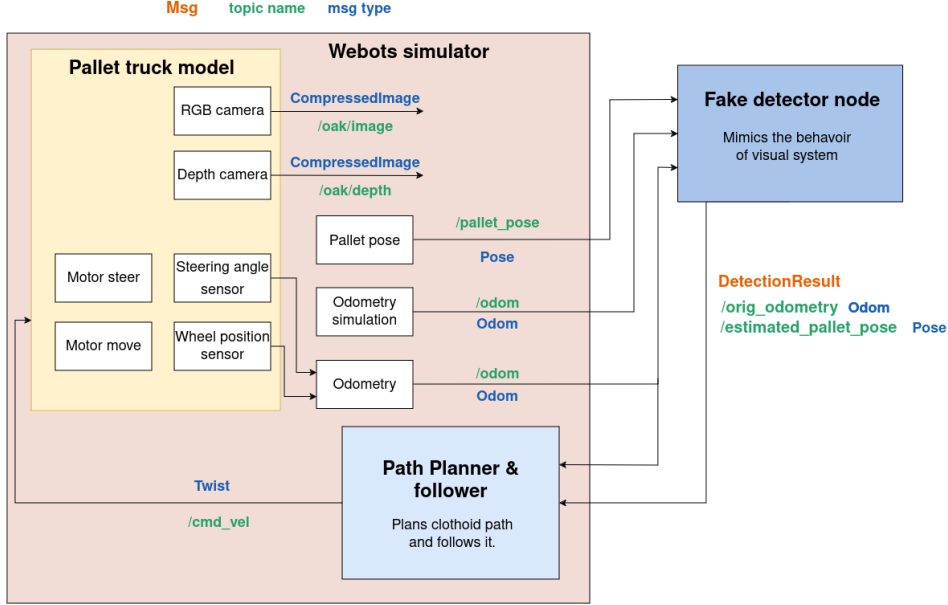 Msg topic name msg type
Webots simulator
Pallet truck model
RGB camera
CompressedImage
/oak/image
Depth camera
CompressedImage
/oak/depth
Fake detector node
Mimics the behavoir
of visual system
Pallet pose
/pallet_pose
Pose
Motor steer
Steering angle
sensor
Odometry
simulation
/odom
Odom
Motor move
Wheel position
sensor
Odometry
/odom
Odom
DetectionResult
/orig_odometry Odom
/estimated_pallet_pose Pose
Path Planner &
follower
Plans clothoid path
and follows it.
Twist
/cmd_vel